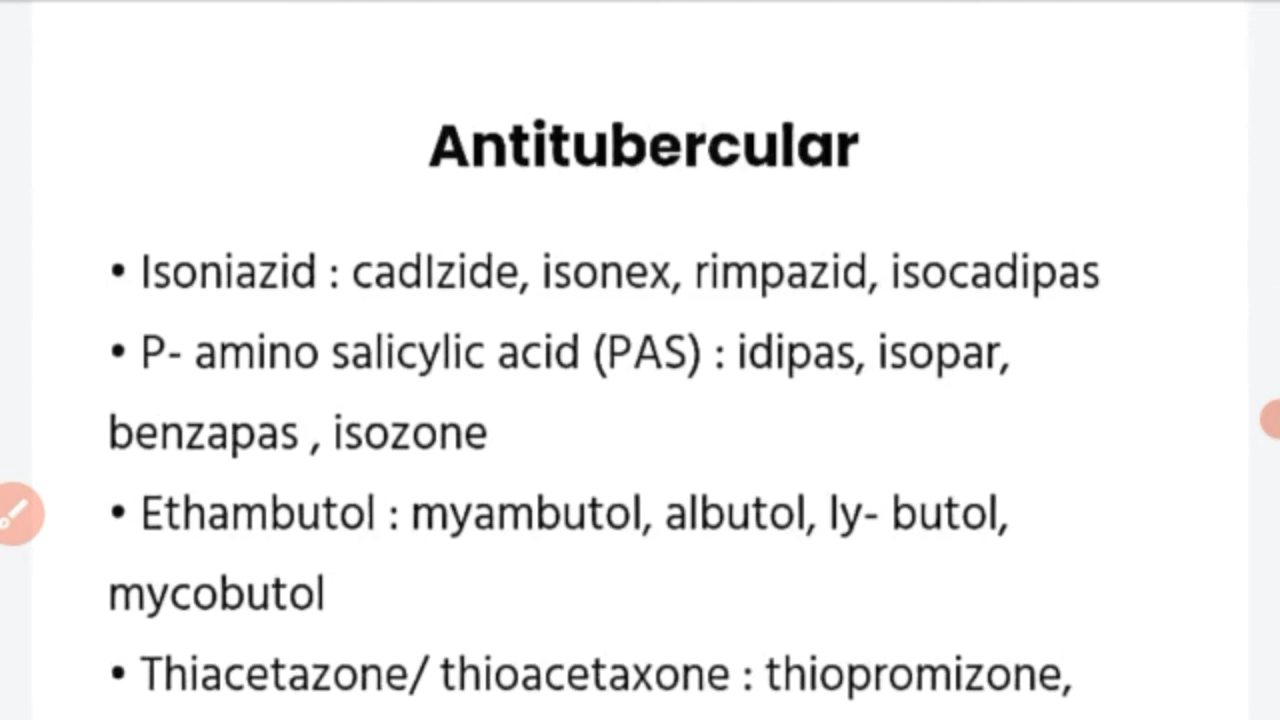 Antitubercular
• Isoniazid : cadIzide, isonex, rimpazid, isocadipas
• P- amino salicylic acid (PAS) : idipas, isopar,
benzapas , isozone
• Ethambutol : myambutol, albutol, ly- butol,
mycobutol
• Thiacetazone/ thioacetaxone : thiopromizone,